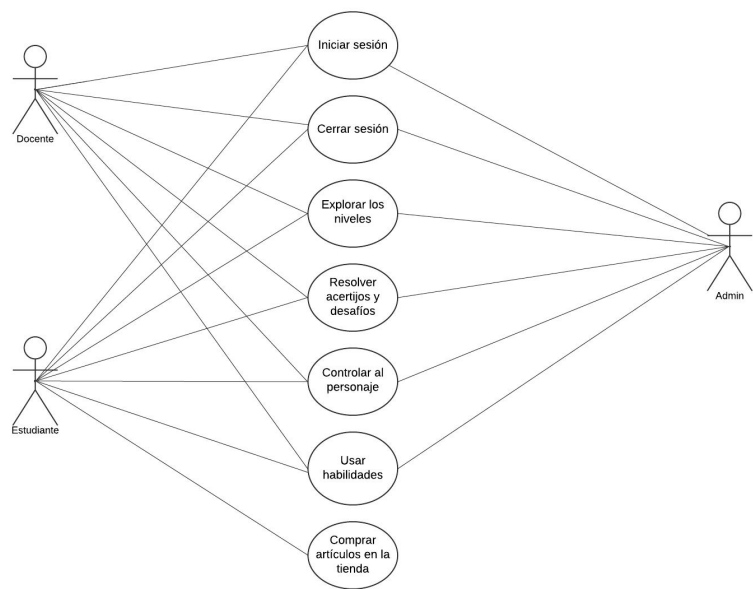 Iniciar sesión
Docente
Cerrar sesión
Explorar los
niveles
Admin
Resolver
acertijos y
desafíos
Controlar al
personaje
Estudiante
Usar
habilidades
Comprar
artículos en la
tienda